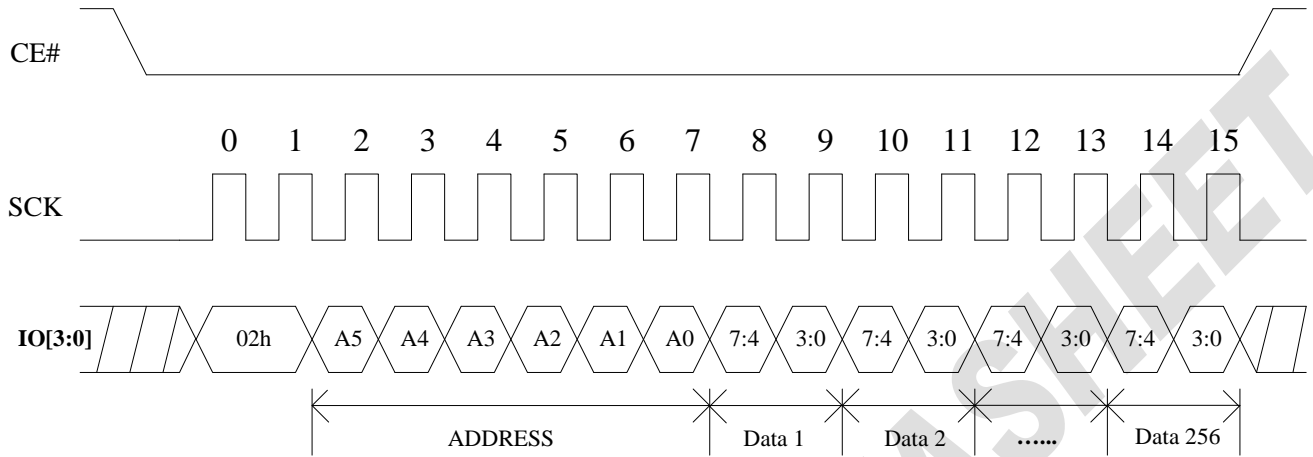 CE#
0 1 2 3 4 5 6 7 8 9 10 11 12 13 14 15
SCK
IO[3:0] 02h A5 A4 A3 A2 A1 A0 7:4 3:0 7:4 3:0 7:4 3:0 7:4 3:0
ADDRESS Data 1 Data 2 …... Data 256
ASHEET